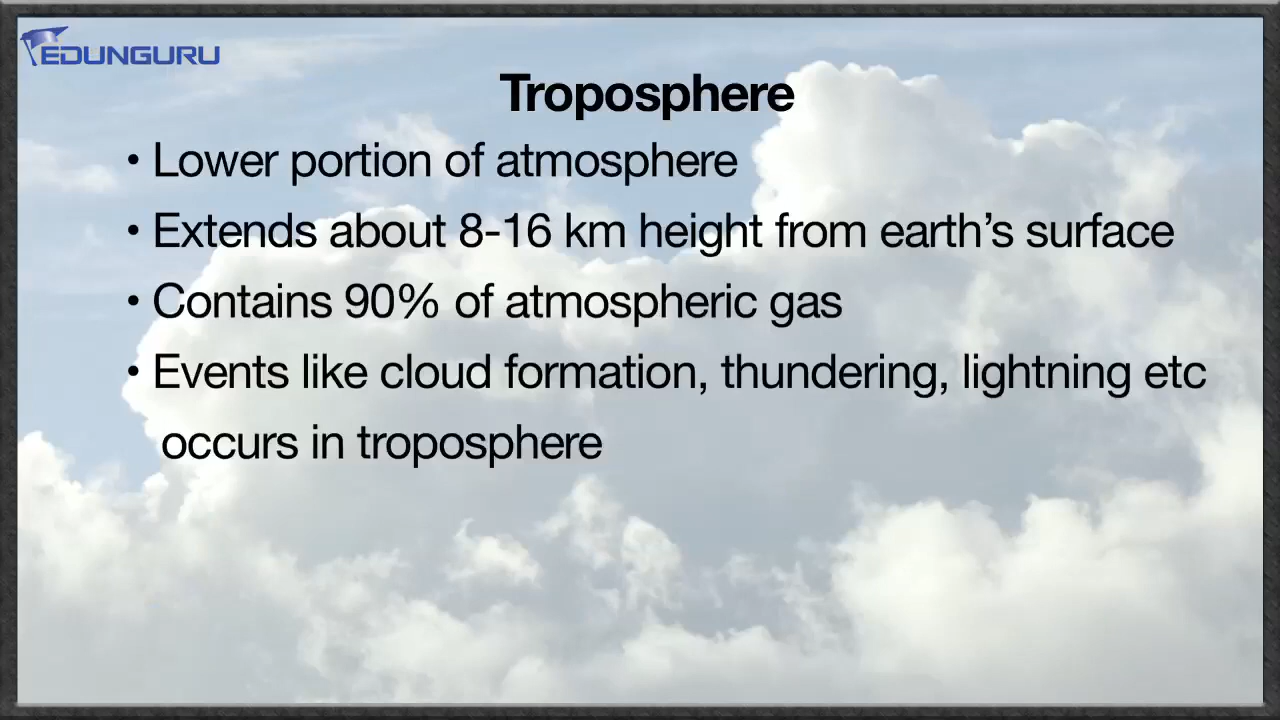 EDUNGURU
Troposphere
• Lower portion of atmosphere
• Extends about 8-16 km height from earth’s surface
• Contains 90% of atmospheric gas
• Events like cloud formation, thundering, lightning etc
occurs in troposphere